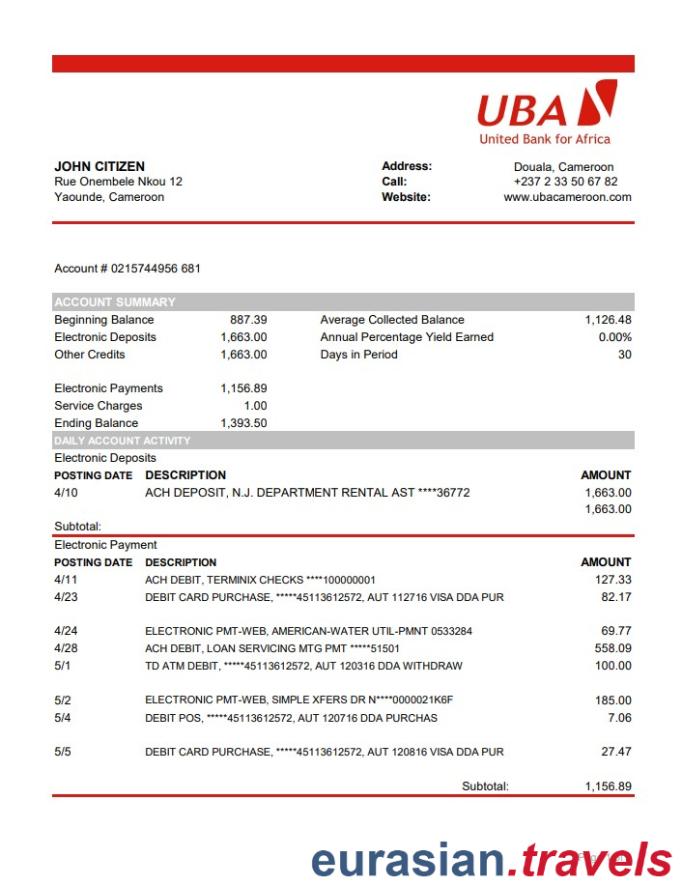 UBA
United Bank for Africa
JOHN CITIZEN
Rue Onembele Nkou 12
Yaounde, Cameroon
Address: Douala, Cameroon
Call: +237 2 33 50 67 82
Website: www.ubacameroon.com
Account # 0215744956 681
ACCOUNT SUMMARY
Beginning Balance 887.39 Average Collected Balance 1,126.48
Electronic Deposits 1,663.00 Annual Percentage Yield Earned 0.00%
Other Credits 1,663.00 Days in Period 30
Electronic Payments 1,156.89
Service Charges 1.00
Ending Balance 1,393.50
DAILY ACCOUNT ACTIVITY
Electronic Deposits
POSTING DATE DESCRIPTION AMOUNT
4/10 ACH DEPOSIT, N.J. DEPARTMENT RENTAL AST ****36772 1,663.00
1,663.00
Subtotal:
Electronic Payment
POSTING DATE DESCRIPTION AMOUNT
4/11 ACH DEBIT, TERMINIX CHECKS ****100000001 127.33
4/23 DEBIT CARD PURCHASE, *****45113612572, AUT 112716 VISA DDA PUR 82.17
4/24 ELECTRONIC PMT-WEB, AMERICAN-WATER UTIL-PMNT 0533284 69.77
4/28 ACH DEBIT, LOAN SERVICING MTG PMT *****51501 558.09
5/1 TD ATM DEBIT, *****45113612572, AUT 120316 DDA WITHDRAW 100.00
5/2 ELECTRONIC PMT-WEB, SIMPLE XFERS DR N****0000021K6F 185.00
5/4 DEBIT POS, *****45113612572, AUT 120716 DDA PURCHAS 7.06
5/5 DEBIT CARD PURCHASE, *****45113612572, AUT 120816 VISA DDA PUR 27.47
Subtotal: 1,156.89
eurasian.travels